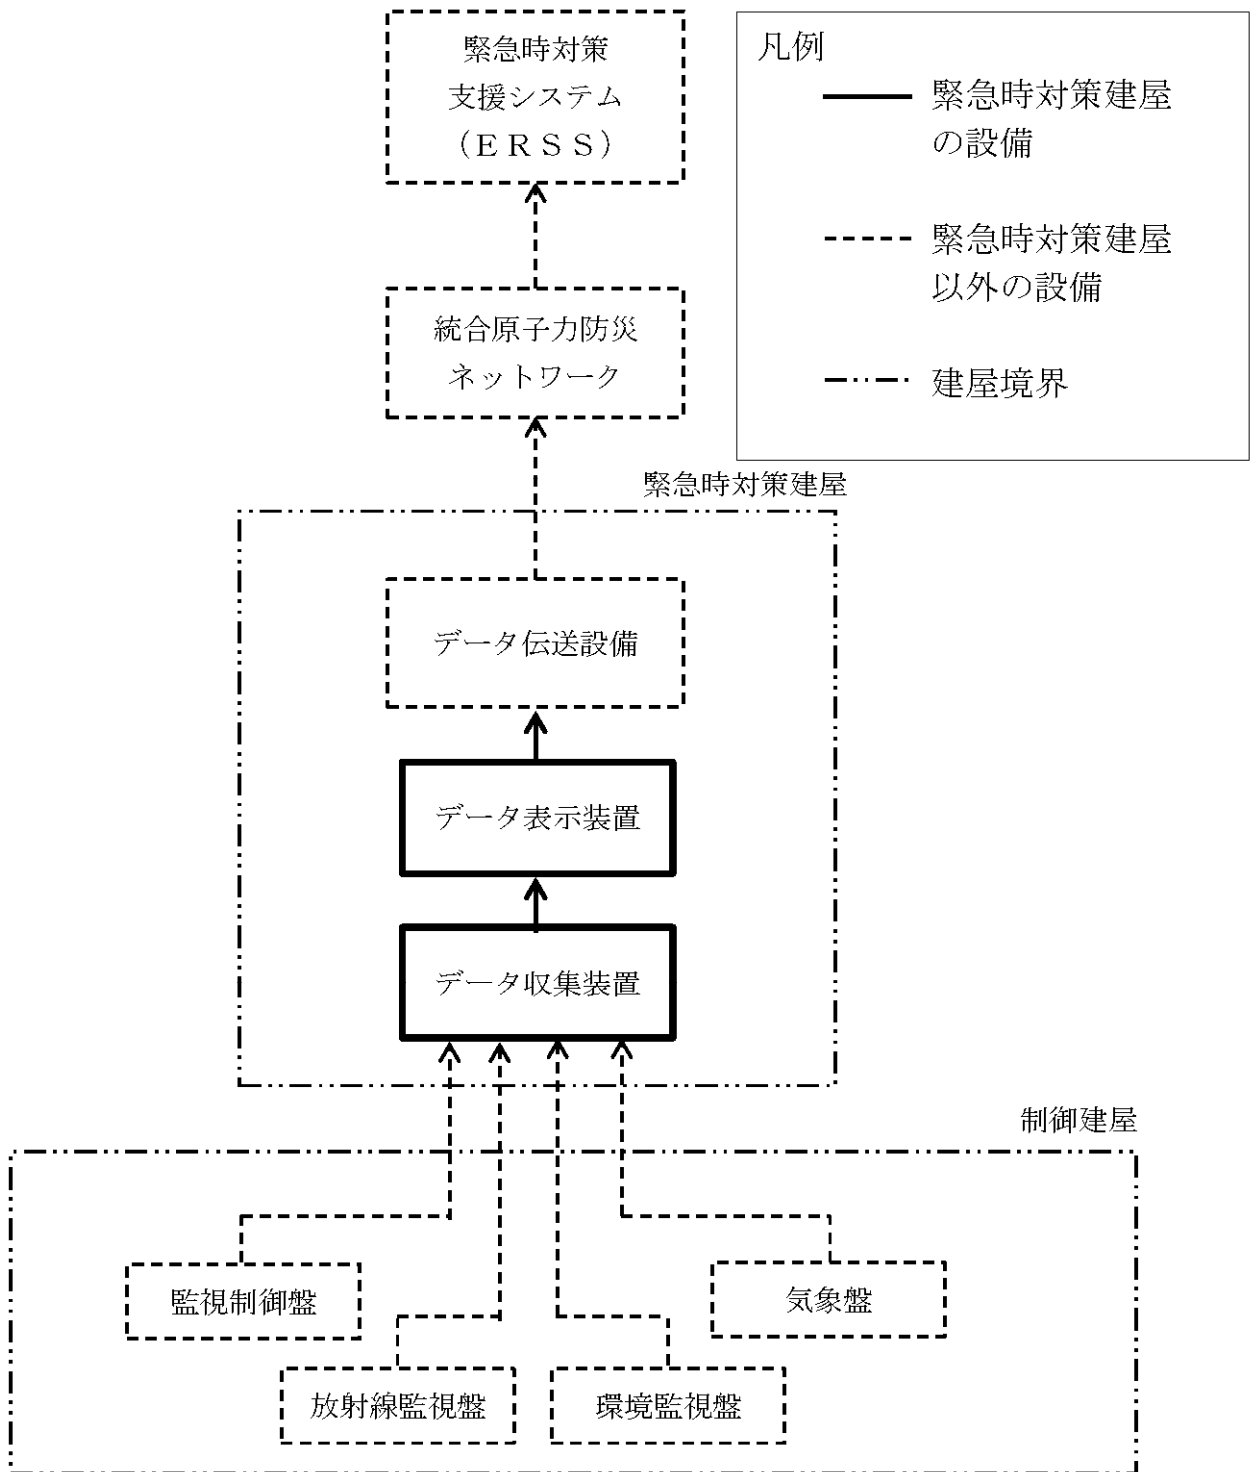 緊急時対策
支援システム
(ERSS)
凡例
緊急時対策建屋
の設備
緊急時対策建屋
以外の設備
建屋境界
統合原子力防災
ネットワーク
緊急時対策建屋
データ伝送設備
データ表示装置
データ収集装置
制御建屋
監視制御盤
気象盤
放射線監視盤
環境監視盤